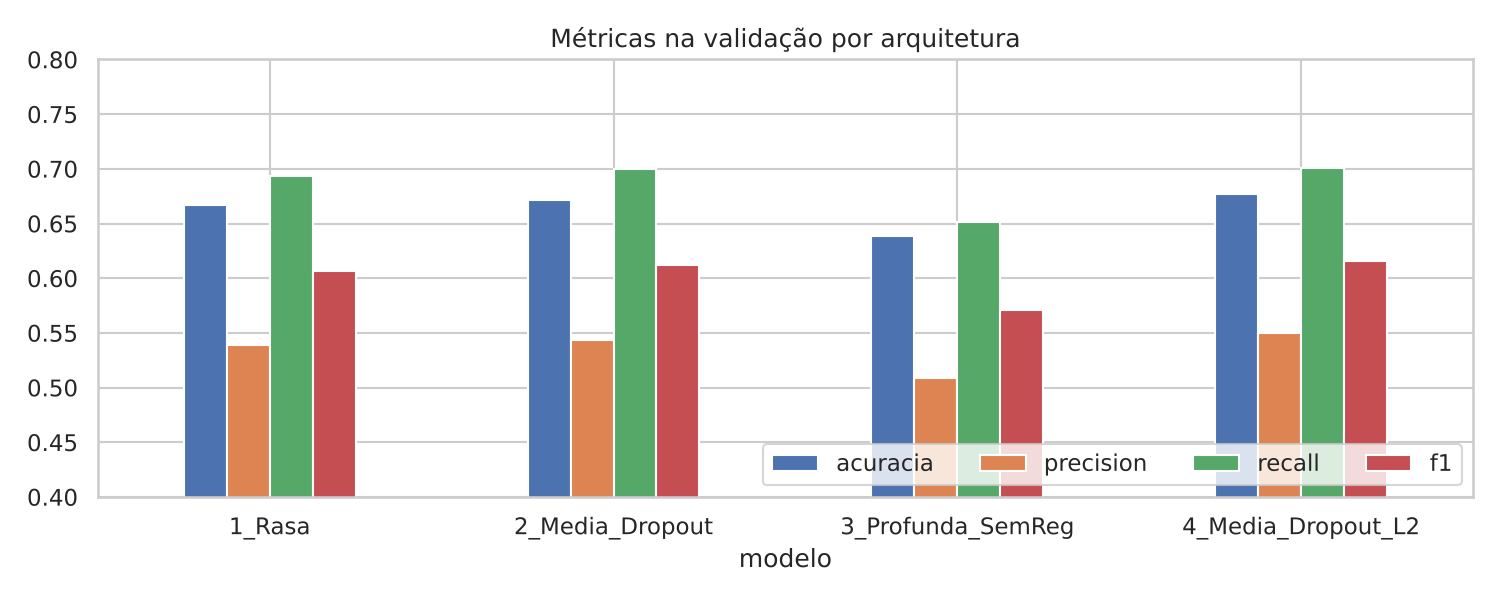 Métricas na validação por arquitetura
0.80
0.75
0.70
0.65
0.60
0.55
0.50
0.45
0.40
acuracia precision recall f1
1_Rasa 2_Media_Dropout 3_Profunda_SemReg 4_Media_Dropout_L2
modelo